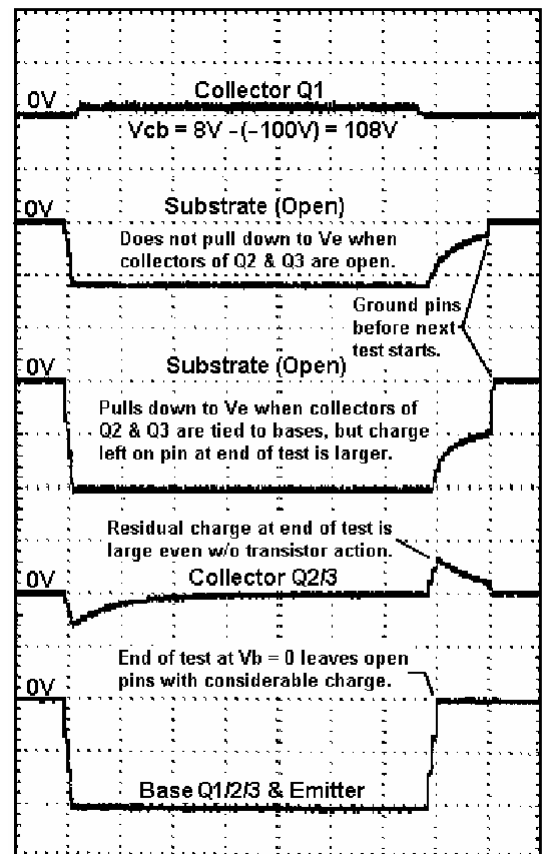 Collector Q1
0V
Vcb = 8V -(-100V) = 108V
0V
Substrate (Open)
Does not pull down to Ve when
collectors of Q2 & Q3 are open.
Ground pins
before next
test starts.
0V
Substrate (Open)
Pulls down to Ve when collectors of
Q2 & Q3 are tied to bases, but charge
left on pin at end of test is larger.
Residual charge at end of test is
large even w/o transistor action.
0V
Collector Q2/3
End of test at Vb = 0 leaves open
pins with considerable charge.
0V
Base Q1/2/3 & Emitter